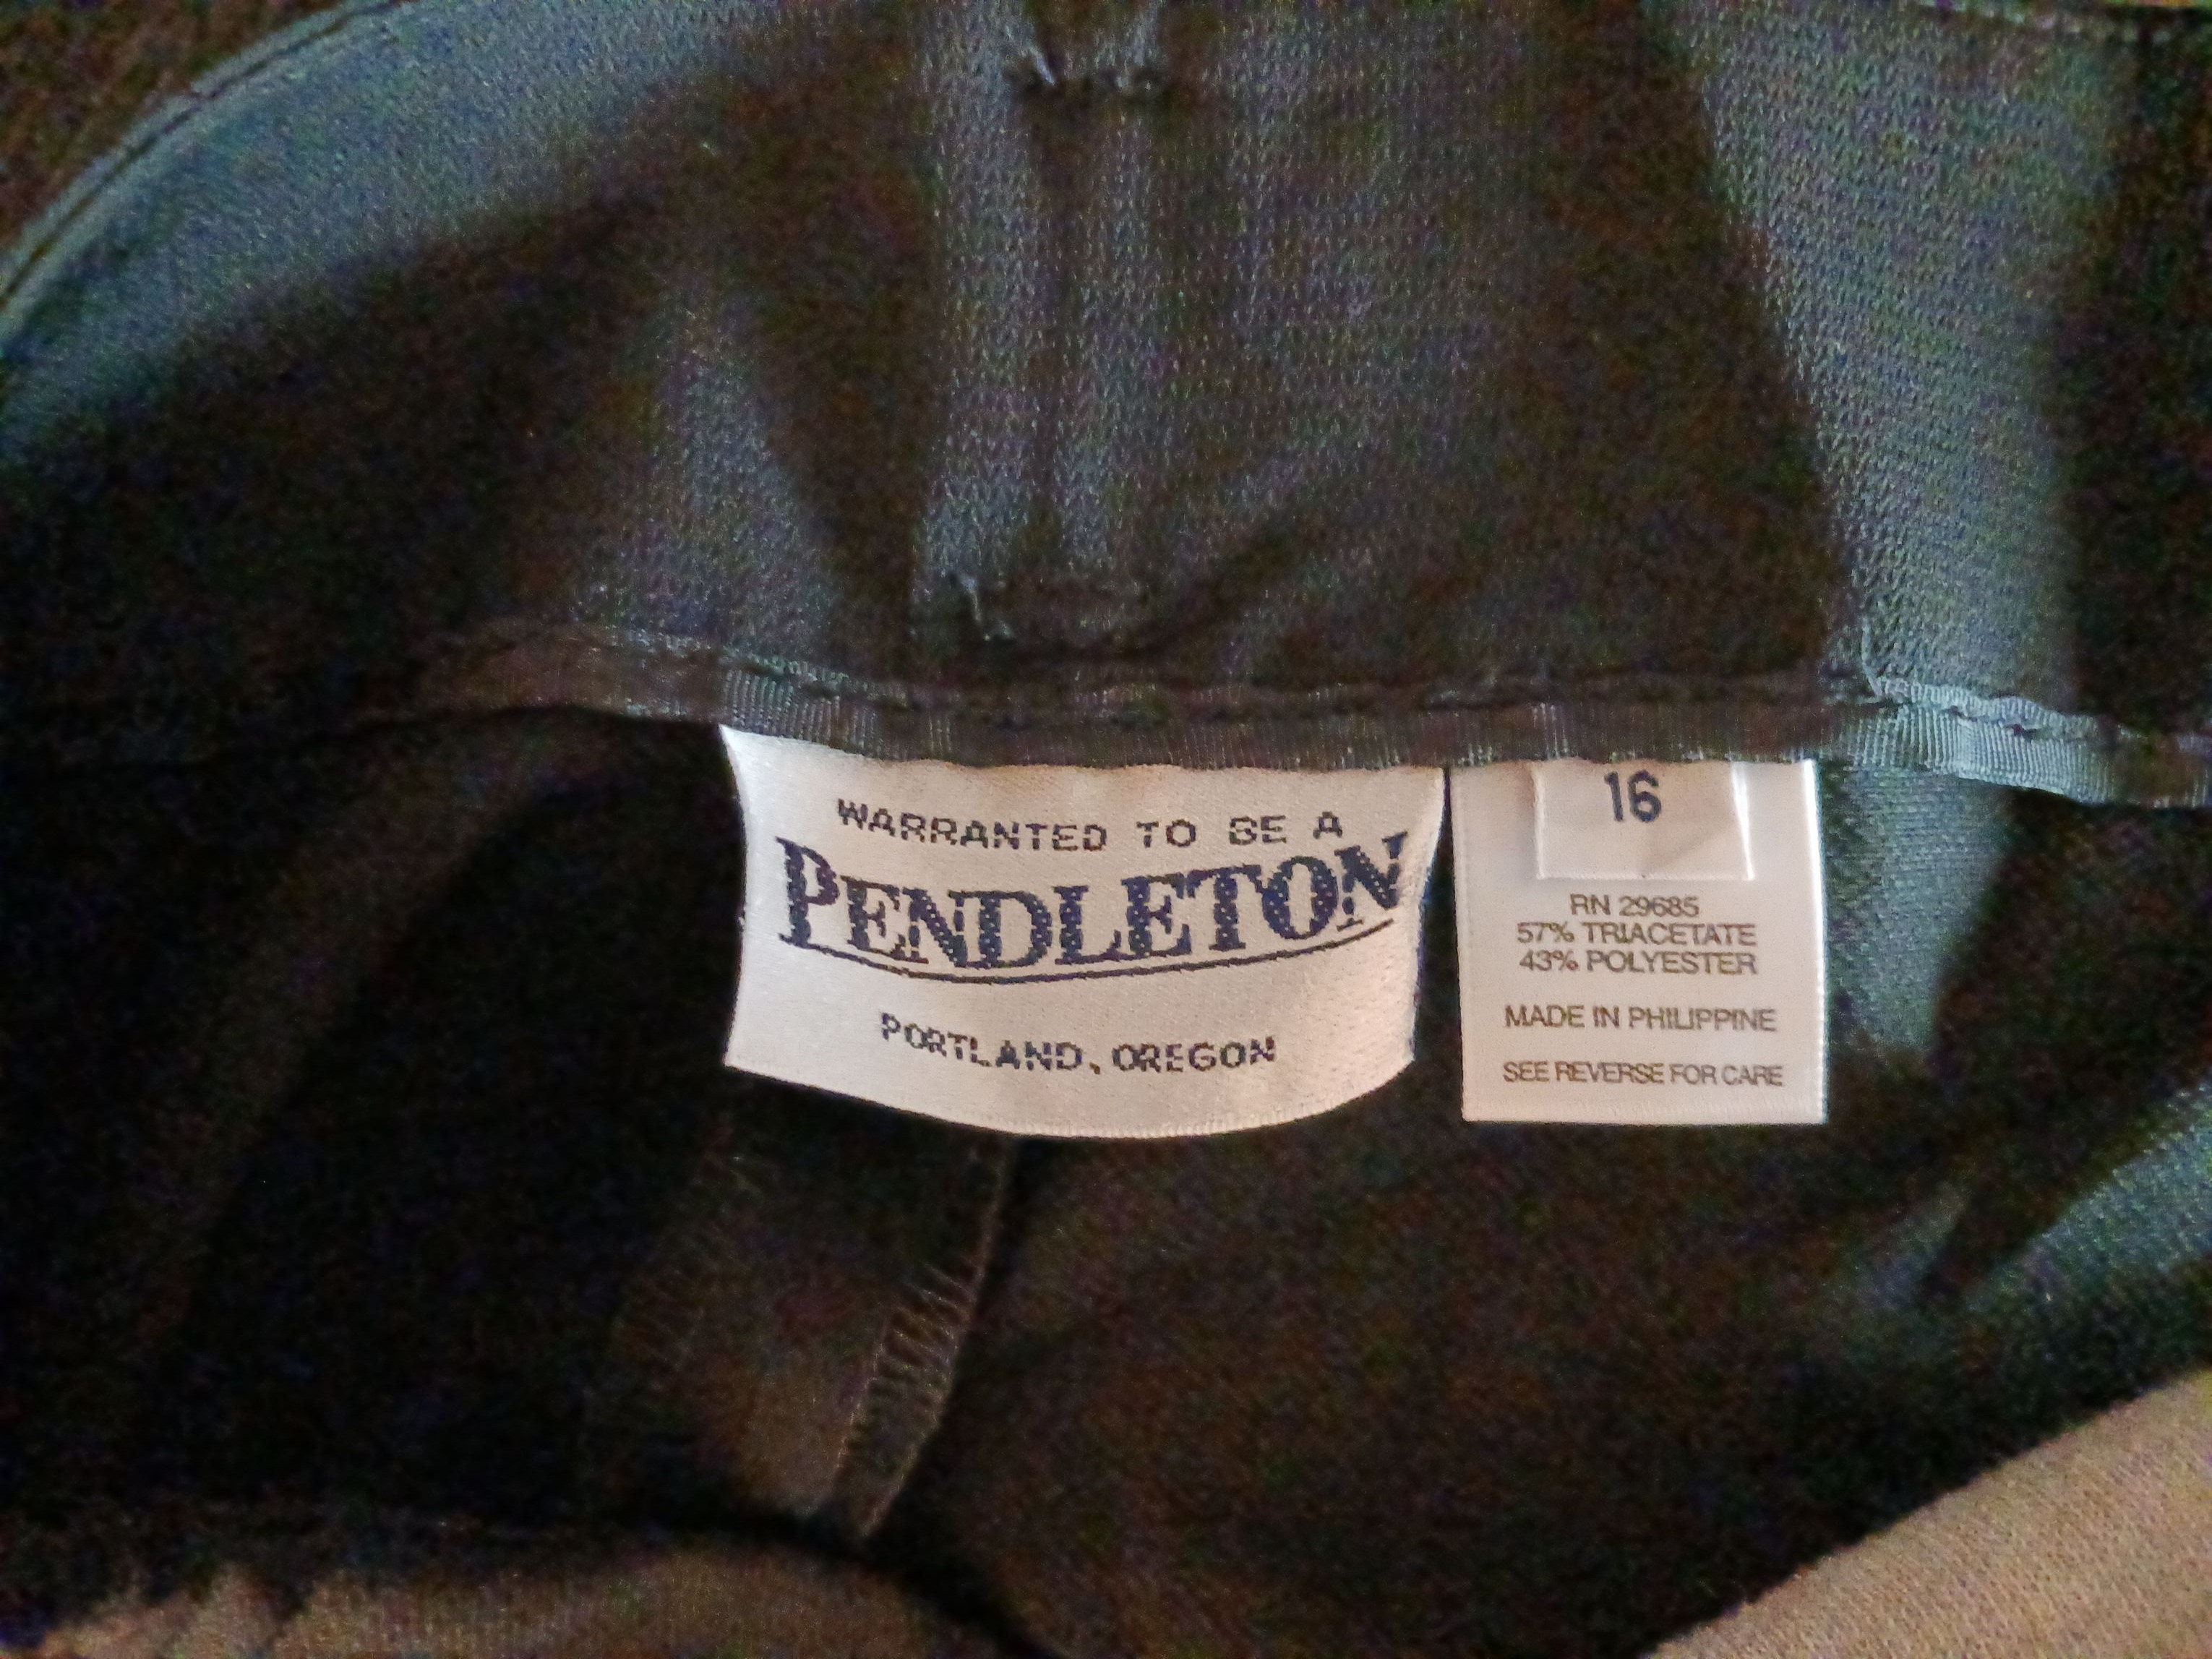 WARRANTED TO BE A
PENDLETON
PORTLAND, OREGON
16
RN 29685
57% TRIACETATE
43% POLYESTER
MADE IN PHILIPPINE
SEE REVERSE FOR CARE